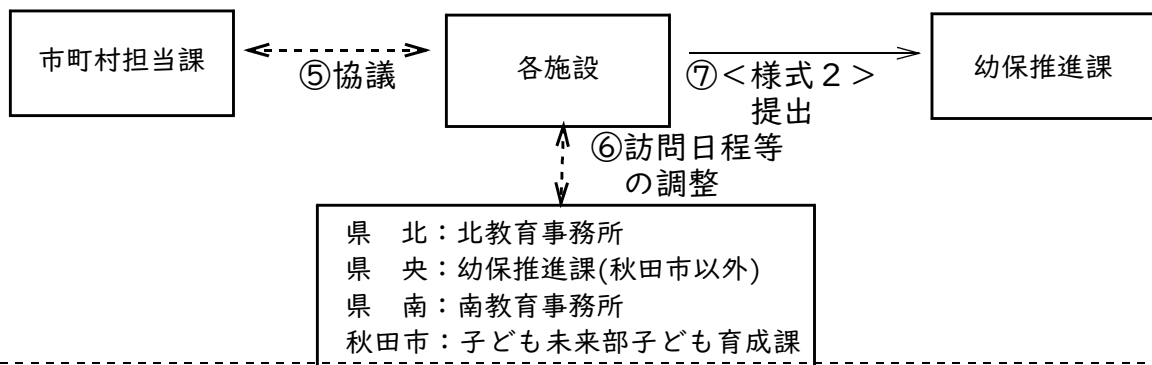 市町村担当課
⑤協議
各施設
⑦＜様式２＞
提出
幼保推進課
⑥訪問日程等
の調整
県　北：北教育事務所
県　央：幼保推進課(秋田市以外)
県　南：南教育事務所
秋田市：子ども未来部子ども育成課